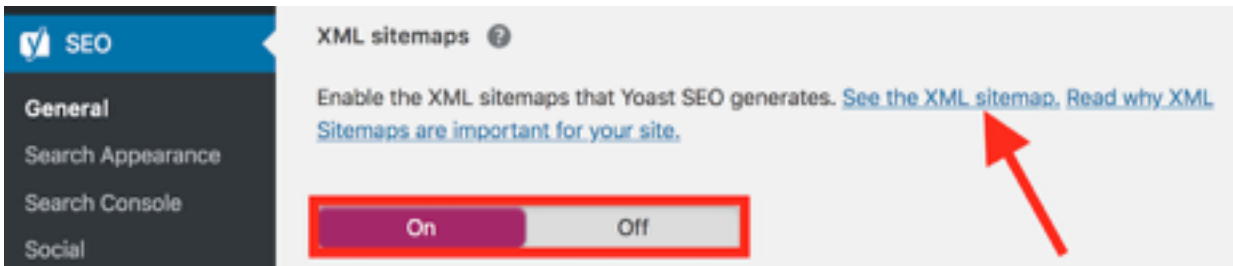 SEO
General
Search Appearance
Search Console
Social
XML sitemaps ?
Enable the XML sitemaps that Yoast SEO generates. See the XML sitemap. Read why XML
Sitemaps are important for your site.
On Off